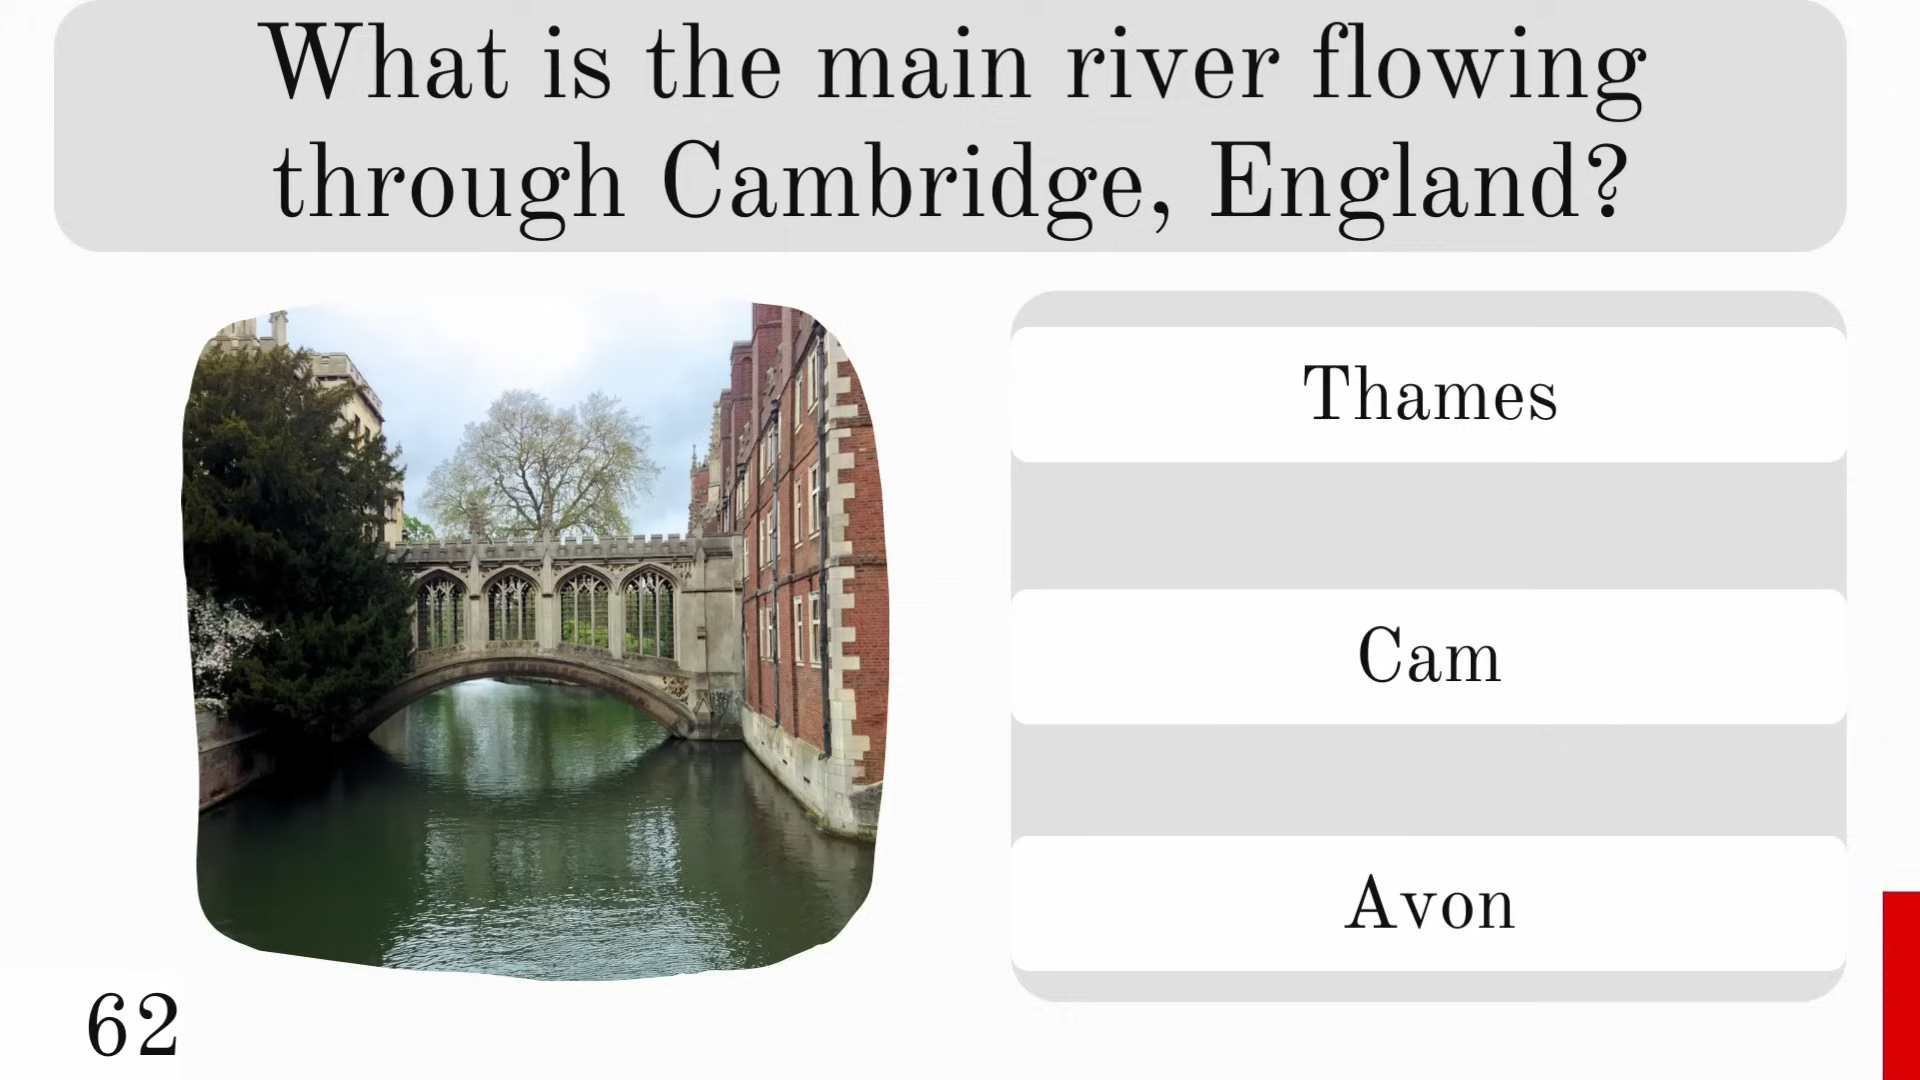 What is the main river flowing
through Cambridge, England?
Thames
Cam
Avon
62